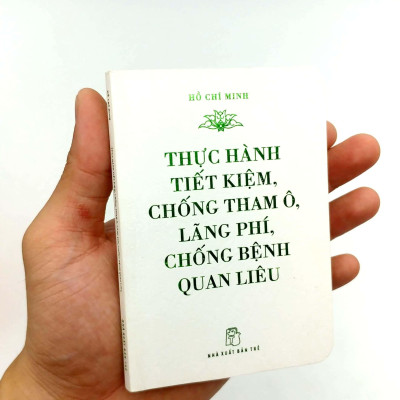 HỒ CHÍ MINH
THỰC HÀNH
TIẾT KIỆM,
CHỐNG THAM Ô,
LÃNG PHÍ,
CHỐNG BỆNH
QUAN LIÊU
NHÀ XUẤT BẢN TRẺ